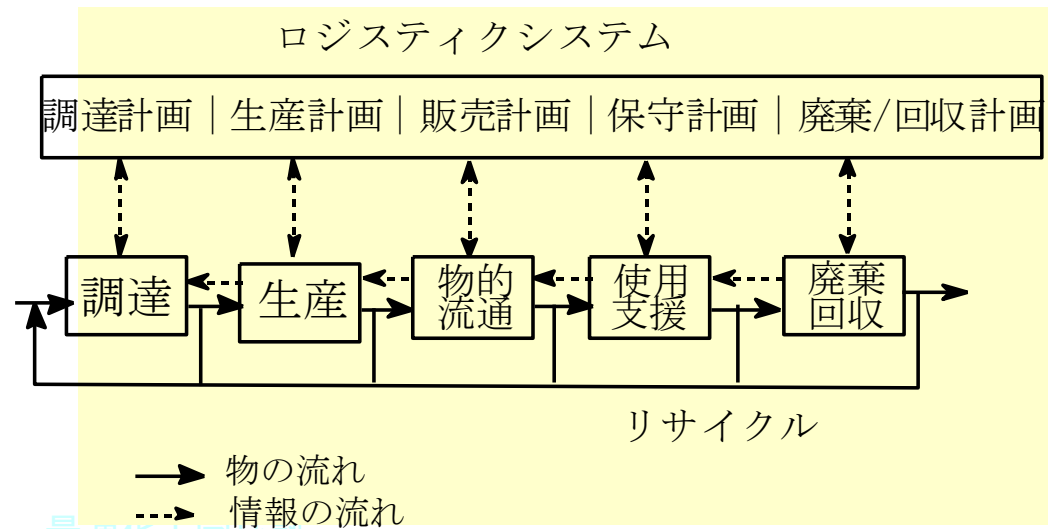 ロジスティクシステム
調達計画｜生産計画｜販売計画｜保守計画｜廃棄/回収計画
調達
生産
物的
流通
使用
支援
廃棄
回収
リサイクル
物の流れ
情報の流れ